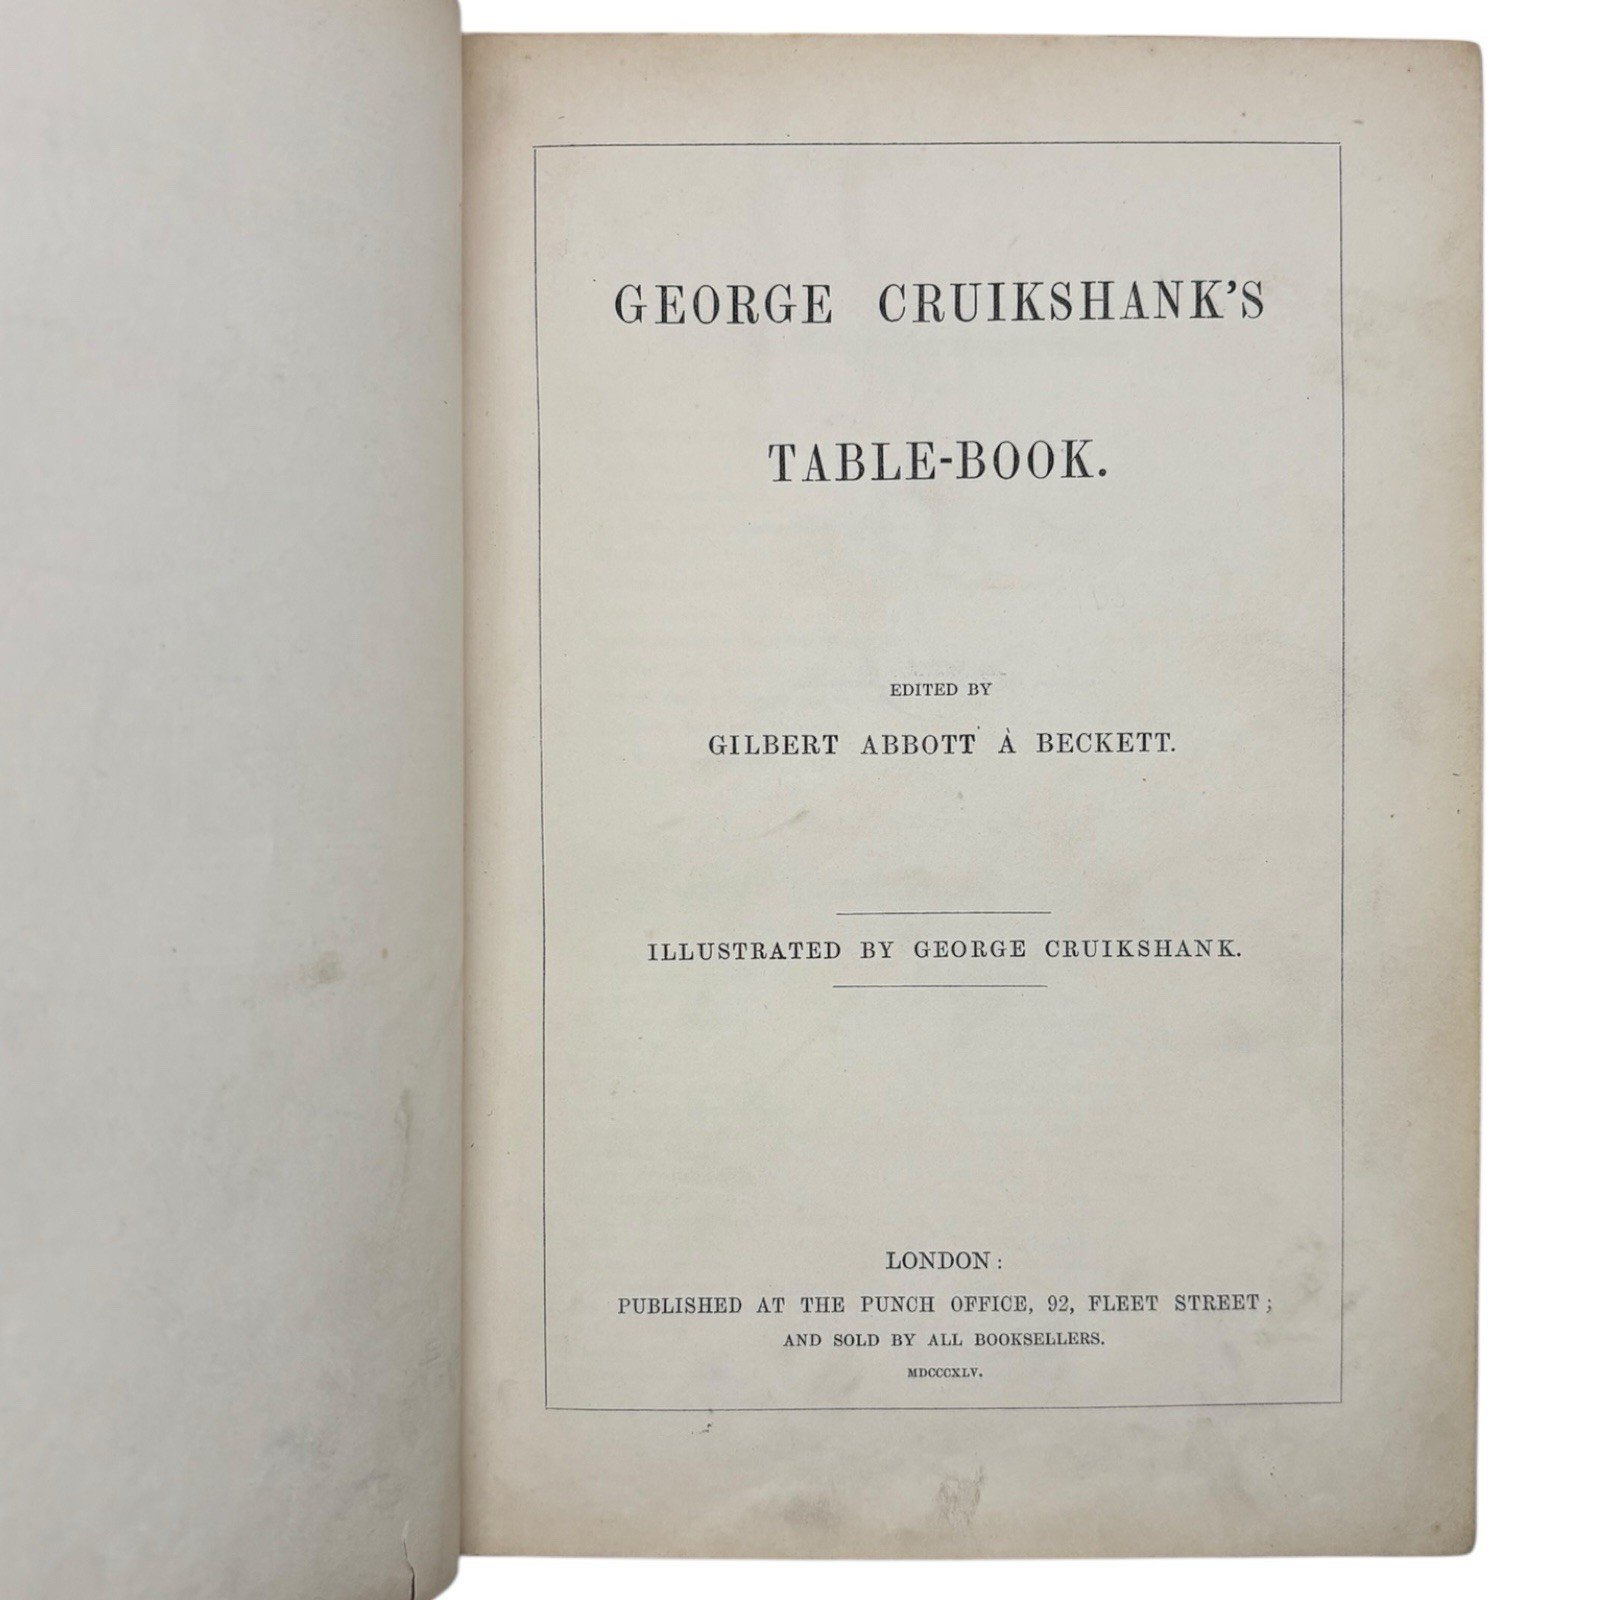 GEORGE CRUIKSHANK'S
TABLE-BOOK.
EDITED BY
GILBERT ABBOTT À BECKETT.
ILLUSTRATED BY GEORGE CRUIKSHANK.
LONDON:
PUBLISHED AT THE PUNCH OFFICE, 92, FLEET STREET;
AND SOLD BY ALL BOOKSELLERS.
MDCCCXLV.